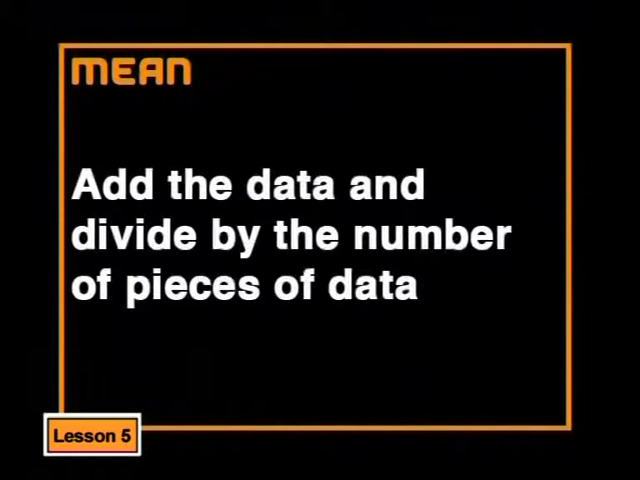 MEAN
Add the data and
divide by the number
of pieces of data
Lesson 5